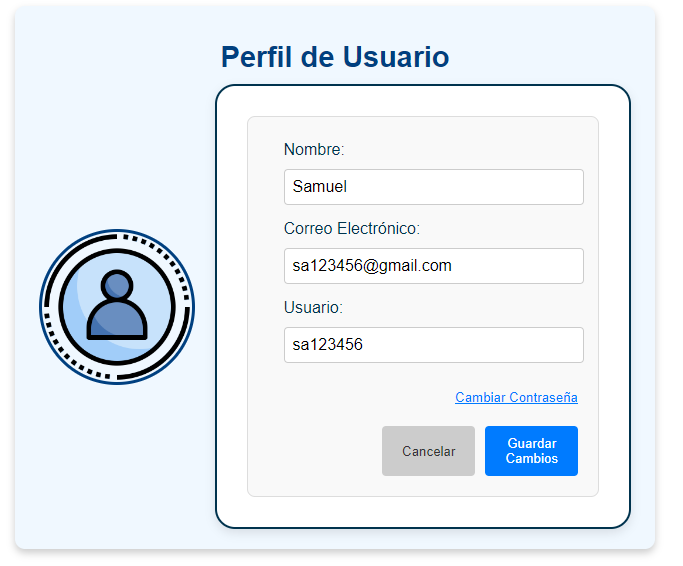 Perfil de Usuario
Nombre:
Samuel
Correo Electrónico:
sa123456@gmail.com
Usuario:
sa123456
Cambiar Contraseña
Cancelar
Guardar
Cambios